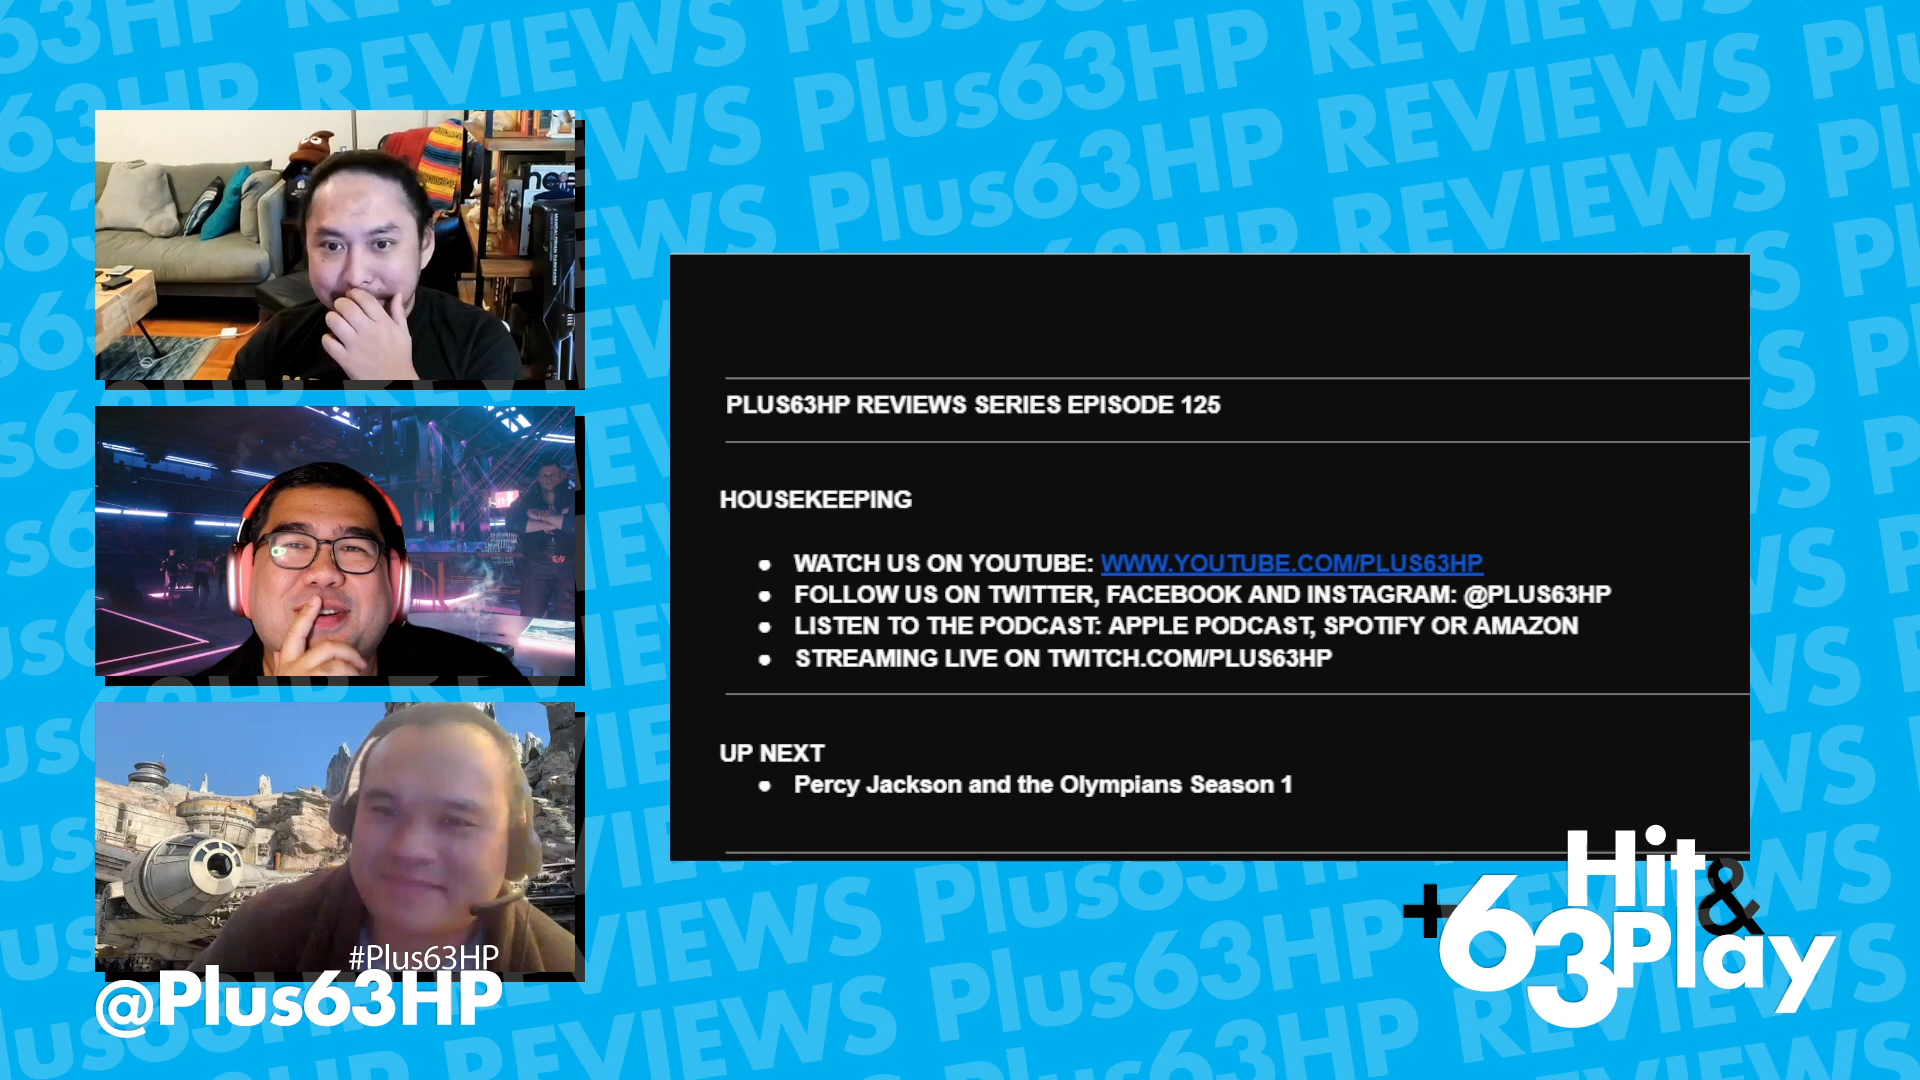 PLUS63HP REVIEWS SERIES EPISODE 125
HOUSEKEEPING
● WATCH US ON YOUTUBE: WWW.YOUTUBE.COM/PLUS63HP
● FOLLOW US ON TWITTER, FACEBOOK AND INSTAGRAM: @PLUS63HP
● LISTEN TO THE PODCAST: APPLE PODCAST, SPOTIFY OR AMAZON
● STREAMING LIVE ON TWITCH.COM/PLUS63HP
UP NEXT
● Percy Jackson and the Olympians Season 1
#Plus63HP
@Plus63HP
+63 Hit & Play
Plus63HP REVIEWS